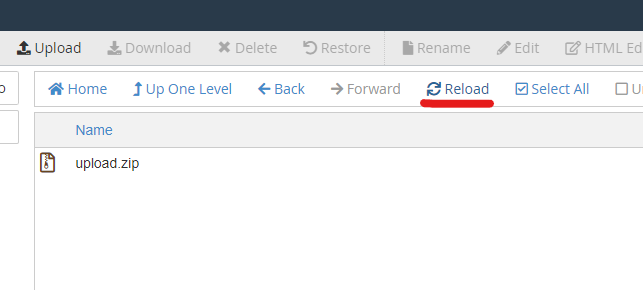 Upload Download Delete Restore Rename Edit HTML Ed
Home Up One Level Back Forward Reload Select All
Name
upload.zip